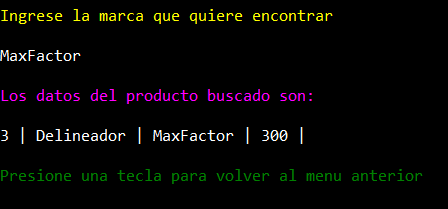 Ingrese la marca que quiere encontrar
MaxFactor
Los datos del producto buscado son:
3 | Delineador | MaxFactor | 300 |
Presione una tecla para volver al menu anterior